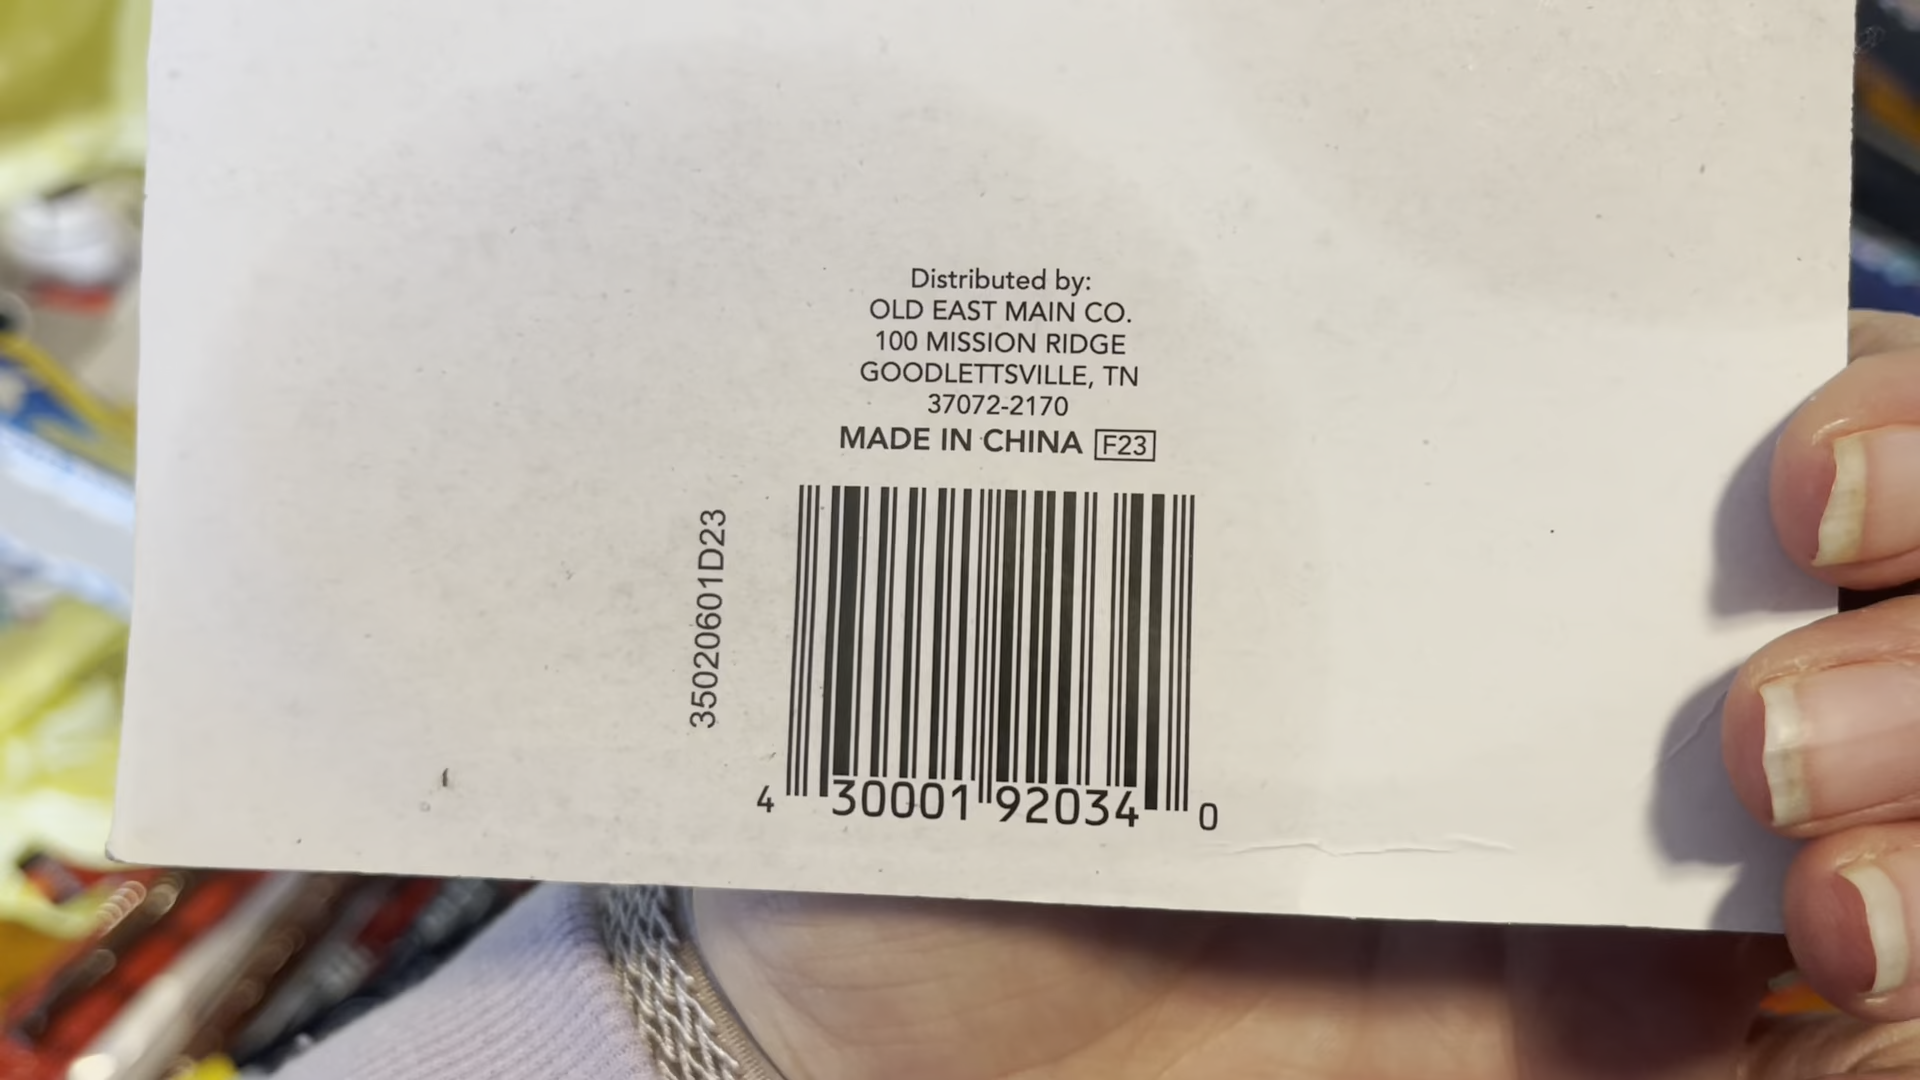 Distributed by:
OLD EAST MAIN CO.
100 MISSION RIDGE
GOODLETTSVILLE, TN
37072-2170
MADE IN CHINA F23
35020601D23
4 30001 92034 0